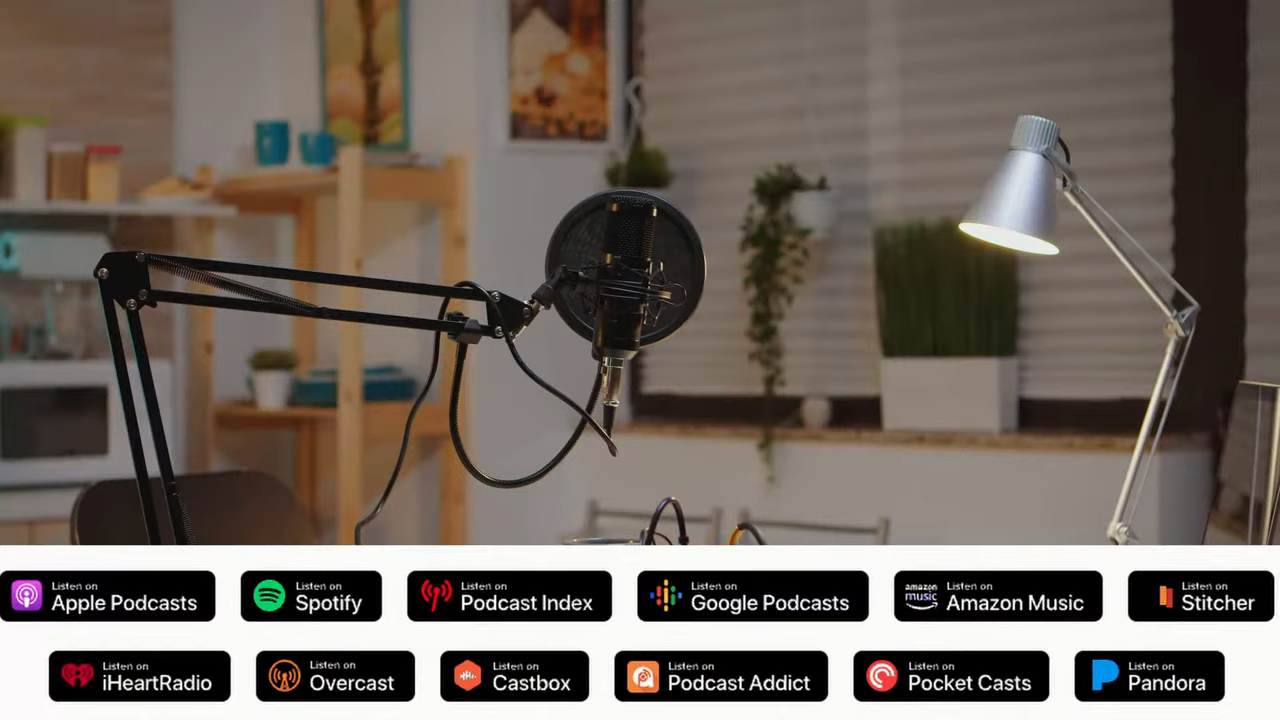 Listen on
Apple Podcasts
Listen on
Spotify
Listen on
Podcast Index
Listen on
Google Podcasts
amazon
music
Listen on
Amazon Music
Listen on
Stitcher
Listen on
iHeartRadio
Listen on
Overcast
Listen on
Castbox
Listen on
Podcast Addict
Listen on
Pocket Casts
Listen on
Pandora